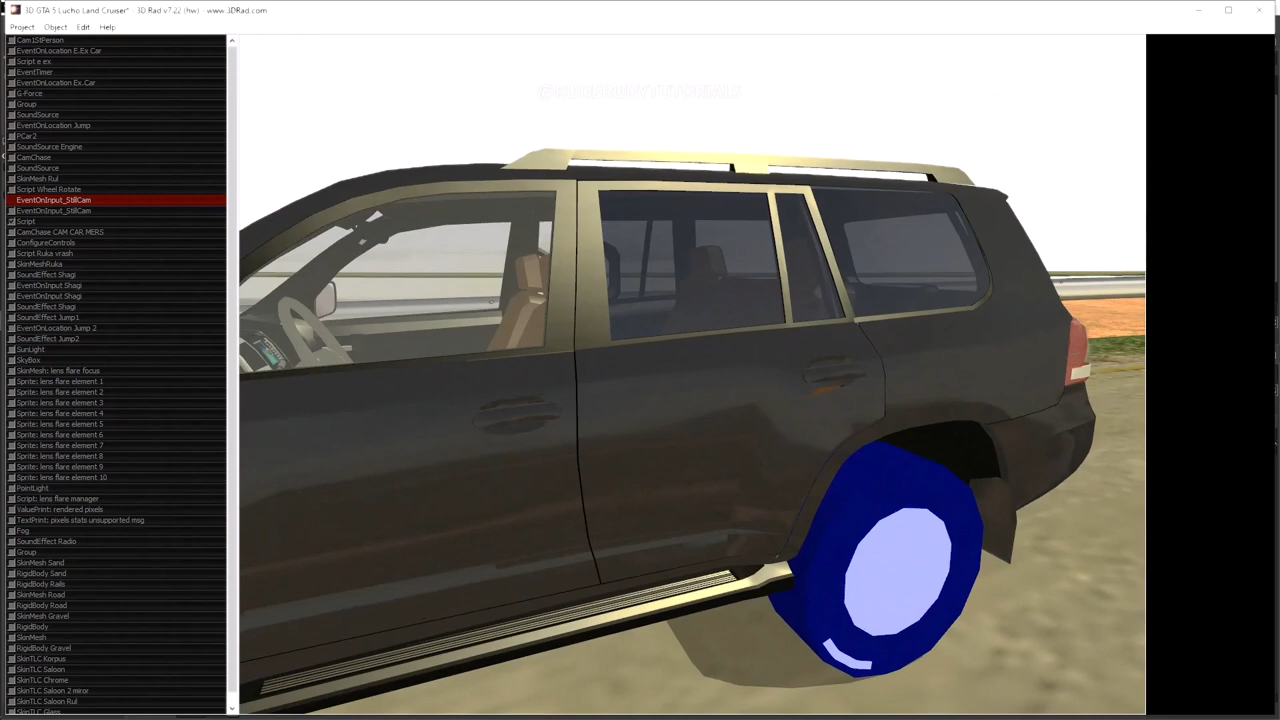 3D GTA 5 Lucho Land Cruiser* - 3D Rad v7.22 (hw) - www.3DRad.com
Project Object Edit Help
Cam1StPerson
EventOnLocation E.Ex Car
Script e ex
EventTimer
EventOnLocation Ex.Car
G-Force
Group
SoundSource
EventOnLocation Jump
PCar2
SoundSource Engine
CamChase
SoundSource
SkinMesh Rul
Script Wheel Rotate
EventOnInput_StillCam
EventOnInput_StillCam
Script
CamChase CAM CAR MERS
ConfigureControls
Script Ruka vrash
SkinMeshRuka
SoundEffect Shagi
EventOnInput Shagi
EventOnInput Shagi
SoundEffect Shagi
SoundEffect Jump1
EventOnLocation Jump 2
SoundEffect Jump2
SunLight
SkyBox
SkinMesh: lens flare focus
Sprite: lens flare element 1
Sprite: lens flare element 2
Sprite: lens flare element 3
Sprite: lens flare element 4
Sprite: lens flare element 5
Sprite: lens flare element 6
Sprite: lens flare element 7
Sprite: lens flare element 8
Sprite: lens flare element 9
Sprite: lens flare element 10
PointLight
Script: lens flare manager
ValuePrint: rendered pixels
TextPrint: pixels stats unsupported msg
Fog
SoundEffect Radio
Group
SkinMesh Sand
RigidBody Sand
RigidBody Rails
SkinMesh Road
RigidBody Road
SkinMesh Gravel
RigidBody
SkinMesh
RigidBody Gravel
SkinTLC Korpus
SkinTLC Saloon
SkinTLC Chrome
SkinTLC Saloon 2 miror
SkinTLC Saloon Rul
SkinTLC Glass